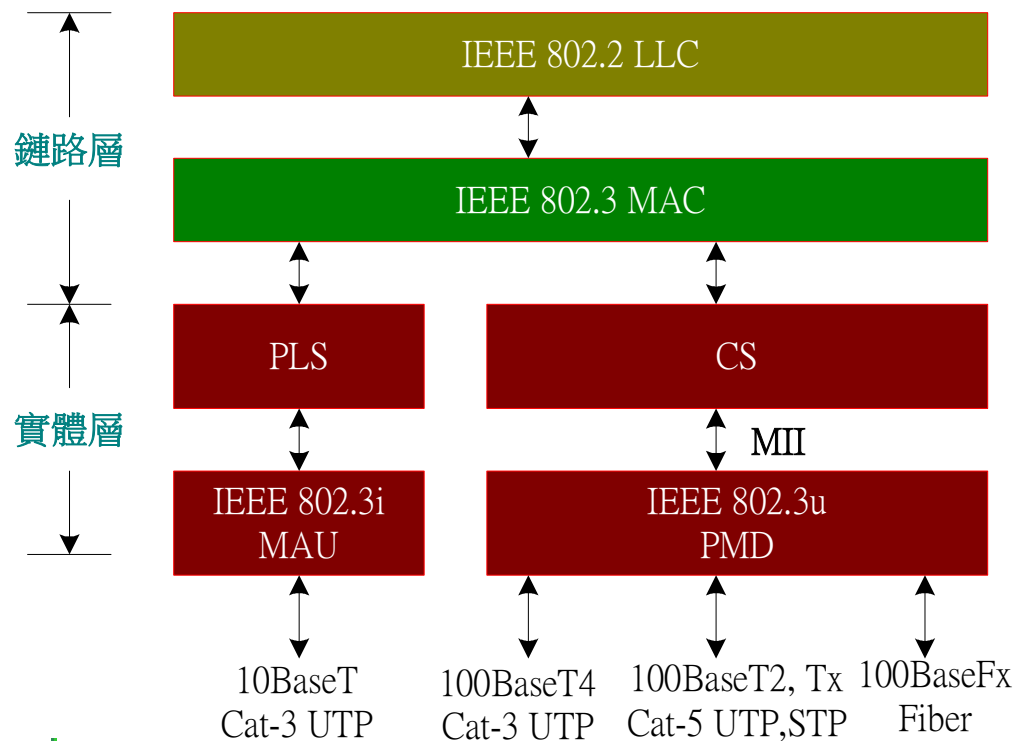 IEEE 802.2 LLC
鏈路層
IEEE 802.3 MAC
PLS
CS
實體層
MII
IEEE 802.3i
MAU
IEEE 802.3u
PMD
10BaseT
Cat-3 UTP
100BaseT4
Cat-3 UTP
100BaseT2, Tx
Cat-5 UTP,STP
100BaseFx
Fiber